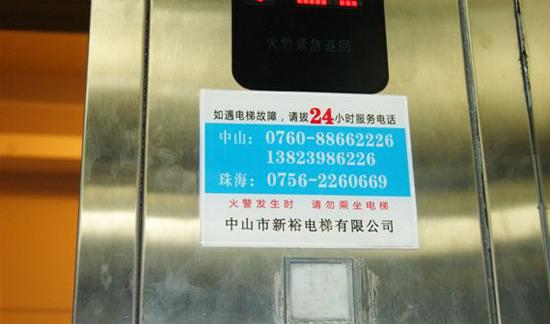 火警紧急返回
如遇电梯故障，请拔24小时服务电话
中山：0760-88662226
13823986226
珠海：0756-2260669
火警发生时 请勿乘坐电梯
中山市新裕电梯有限公司